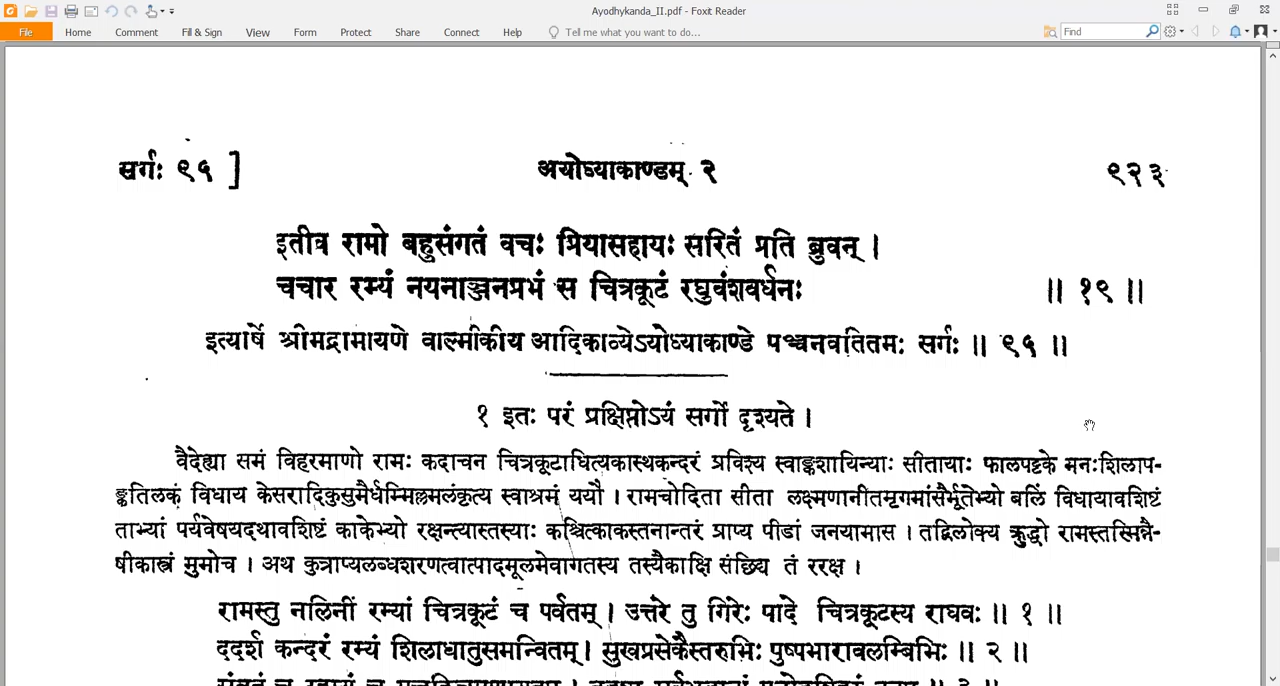 Ayodhykanda_II.pdf - Foxit Reader
File Home Comment Fill & Sign View Form Protect Share Connect Help Tell me what you want to do... Find
सर्गः ९५ ] अयोध्याकाण्डम् २ ९२३
इतीव रामो बहुसंगतं वचः प्रियासहायः सरितं प्रति ब्रुवन् ।
चचार रम्यं नयनाञ्जनप्रभं स चित्रकूटं रघुवंशवर्धनः ॥ १९ ॥
इत्यार्षे श्रीमद्रामायणे वाल्मीकीय आदिकाव्येऽयोध्याकाण्डे पञ्चनवतितमः सर्गः ॥ ९५ ॥
१ इतः परं प्रक्षिप्तोऽयं सर्गो दृश्यते ।
वैदेह्या समं विहरमाणो रामः कदाचन चित्रकूटाधित्यकास्थकन्दरं प्रविश्य स्वाङ्कशायिन्याः सीतायाः फालपट्टके मनःशिलाप-
ङ्कतिलकं विधाय केसरादिकुसुमैर्धम्मिल्लमलंकृत्य स्वाश्रमं ययौ । रामचोदिता सीता लक्ष्मणानीतमृगमांसैर्भूतेभ्यो बलिं विधायावशिष्टं
ताभ्यां पर्यवेषयदथावशिष्टं काकेभ्यो रक्षन्त्यास्तस्याः कश्चित्काकस्तनान्तरं प्राप्य पीडां जनयामास । तद्विलोक्य क्रुद्धो रामस्तस्मिन्नै-
षीकास्त्रं मुमोच । अथ कुत्राप्यलब्धशरणत्वात्पादमूलमेवागतस्य तस्यैकाक्षि संछिद्य तं ररक्ष ।
रामस्तु नलिनीं रम्यां चित्रकूटं च पर्वतम् । उत्तरे तु गिरेः पादे चित्रकूटस्य राघवः ॥ १ ॥
ददर्श कन्दरं रम्यं शिलाधातुसमन्वितम् । सुखप्रसेकैस्तरुभिः पुष्पभारावलम्बिभिः ॥ २ ॥